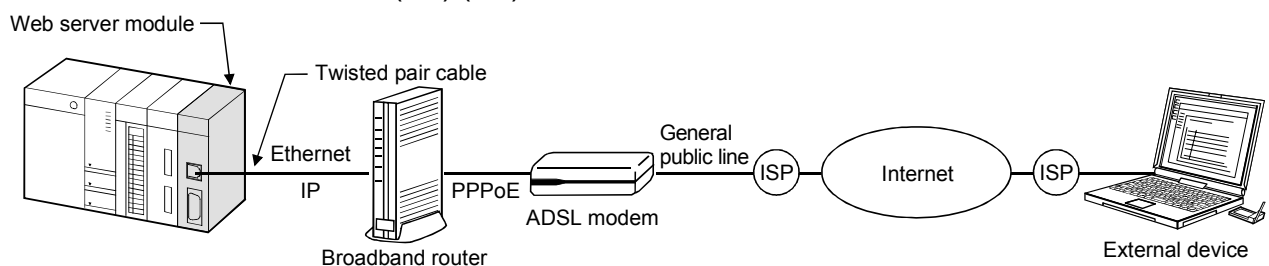 Web server module
Twisted pair cable
Ethernet
IP
Broadband router
PPPoE
ADSL modem
General
public line
ISP
Internet
ISP
External device